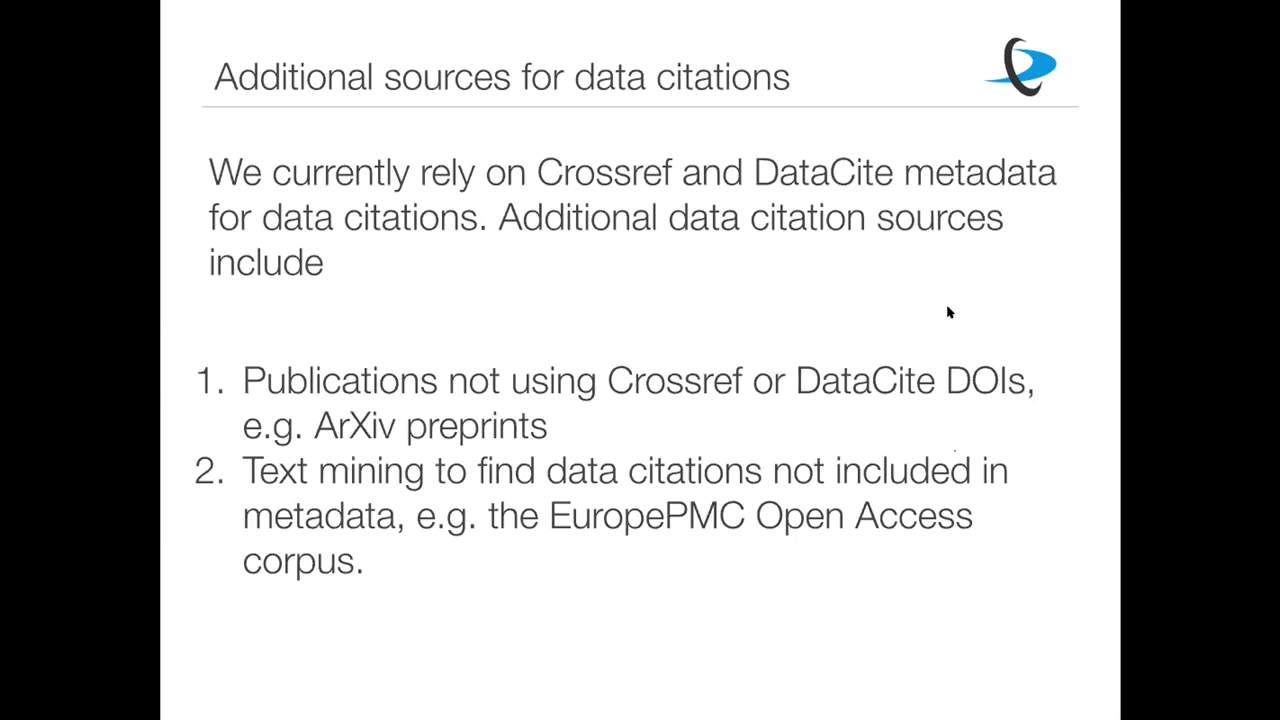 Additional sources for data citations
We currently rely on Crossref and DataCite metadata
for data citations. Additional data citation sources
include
1. Publications not using Crossref or DataCite DOIs,
e.g. ArXiv preprints
2. Text mining to find data citations not included in
metadata, e.g. the EuropePMC Open Access
corpus.